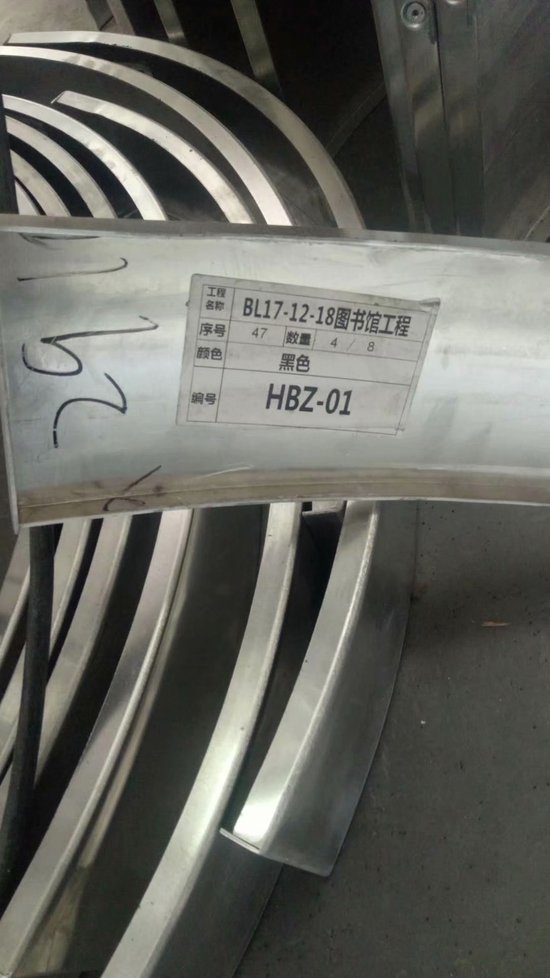 工程名称 BL17-12-18图书馆工程
序号 47 数量 4 / 8
颜色 黑色
编号 HBZ-01